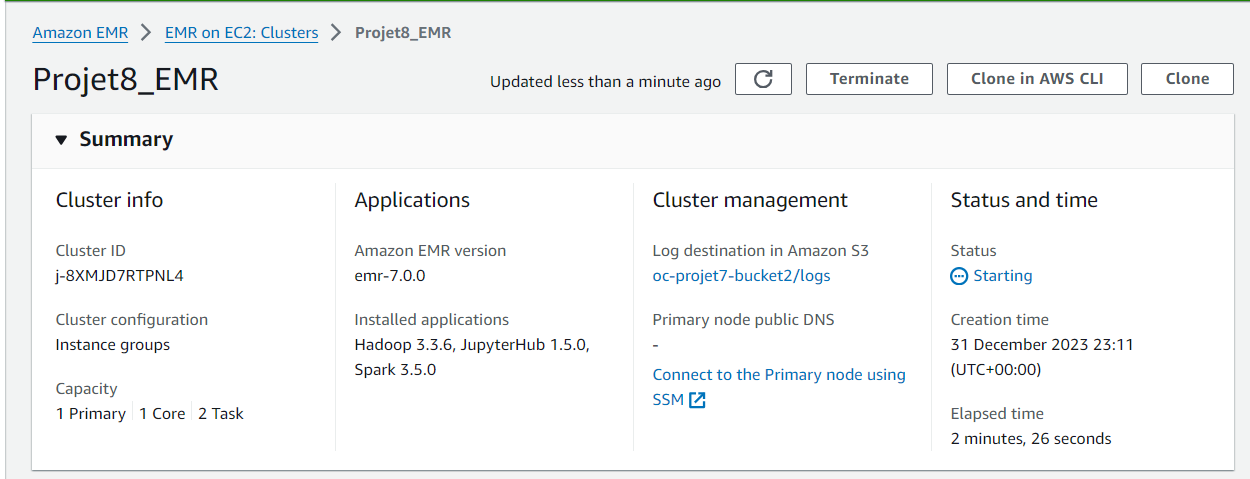 Amazon EMR > EMR on EC2: Clusters > Projet8_EMR
Projet8_EMR
Updated less than a minute ago
Terminate
Clone in AWS CLI
Clone
Summary
Cluster info
Cluster ID
j-8XMJD7RTPNL4
Cluster configuration
Instance groups
Capacity
1 Primary 1 Core 2 Task
Applications
Amazon EMR version
emr-7.0.0
Installed applications
Hadoop 3.3.6, JupyterHub 1.5.0,
Spark 3.5.0
Cluster management
Log destination in Amazon S3
oc-projet7-bucket2/logs
Primary node public DNS
-
Connect to the Primary node using
SSM
Status and time
Status
Starting
Creation time
31 December 2023 23:11
(UTC+00:00)
Elapsed time
2 minutes, 26 seconds